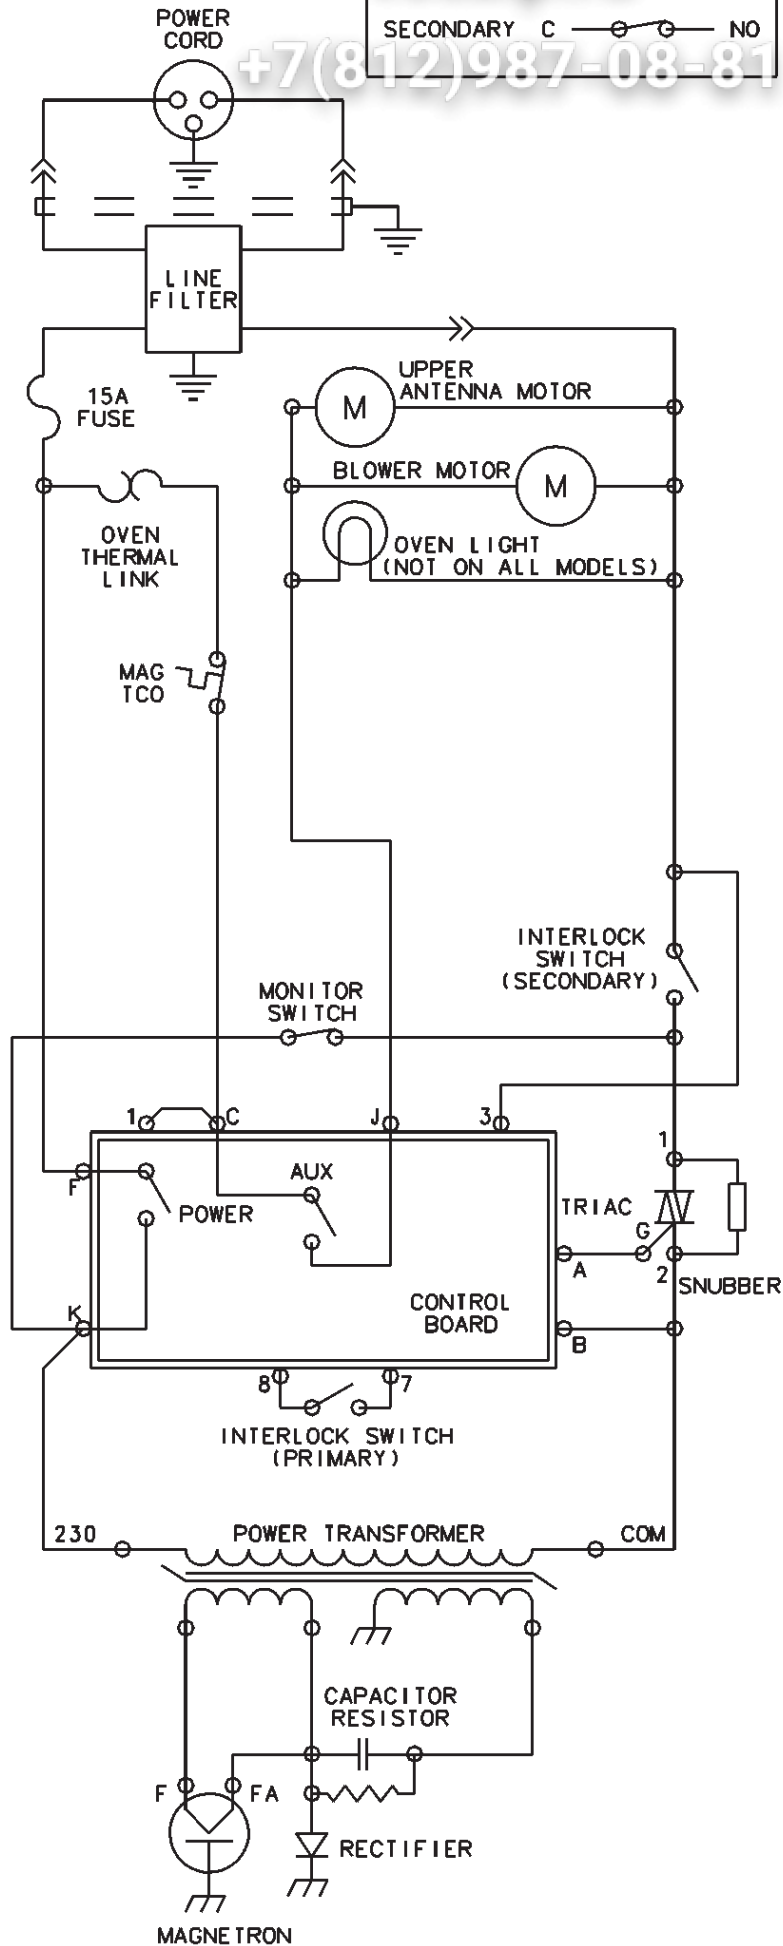 POWER
CORD
SECONDARY C NO
+7(812)987-08-81
LINE
FILTER
15A
FUSE
UPPER
ANTENNA MOTOR
M
BLOWER MOTOR
M
OVEN
THERMAL
LINK
OVEN LIGHT
(NOT ON ALL MODELS)
MAG
TCO
INTERLOCK
SWITCH
(SECONDARY)
MONITOR
SWITCH
1 C J 3
1
F
AUX
POWER
TRIAC
G
A
2
SNUBBER
K
CONTROL
BOARD
B
8 7
INTERLOCK SWITCH
(PRIMARY)
230 POWER TRANSFORMER COM
CAPACITOR
RESISTOR
F FA
RECTIFIER
MAGNETRON